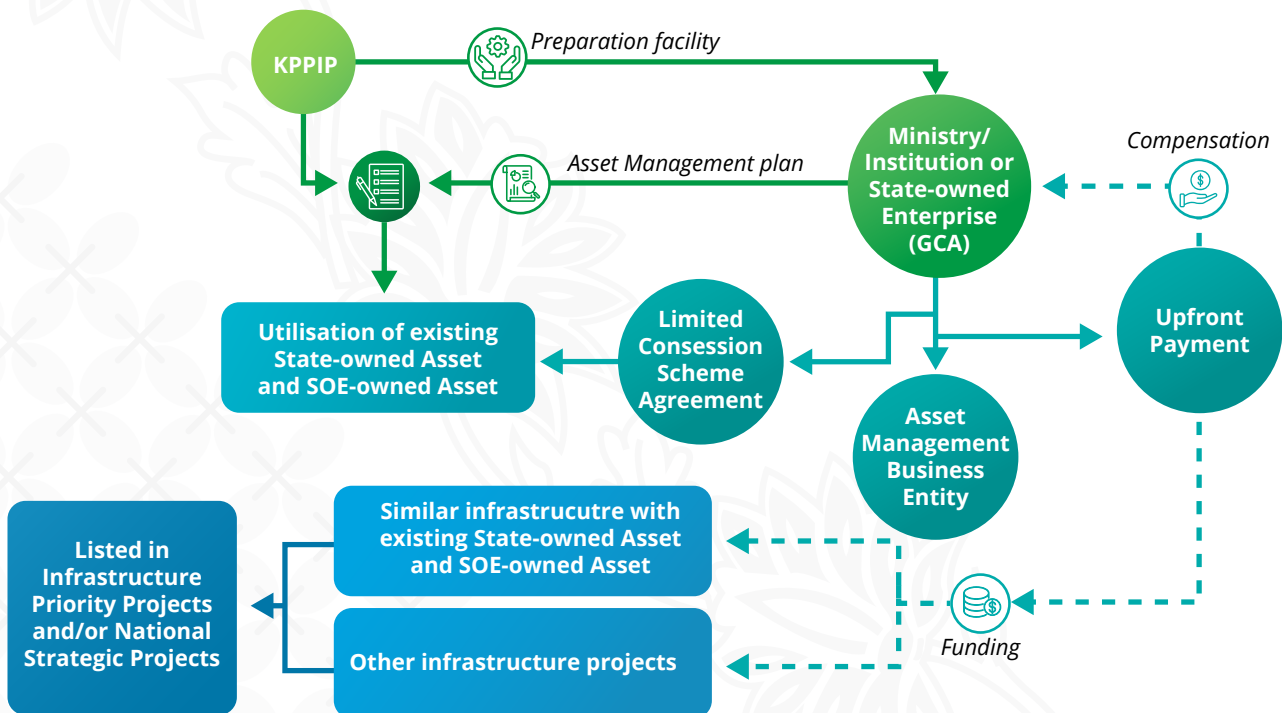 Preparation facility
KPPIP
Ministry/
Institution or
State-owned
Enterprise
(GCA)
Compensation
Asset Management plan
Utilisation of existing
State-owned Asset
and SOE-owned Asset
Limited
Consession
Scheme
Agreement
Upfront
Payment
Asset
Management
Business
Entity
Similar infrastrucutre with
existing State-owned Asset
and SOE-owned Asset
Listed in
Infrastructure
Priority Projects
and/or National
Strategic Projects
Other infrastructure projects
Funding